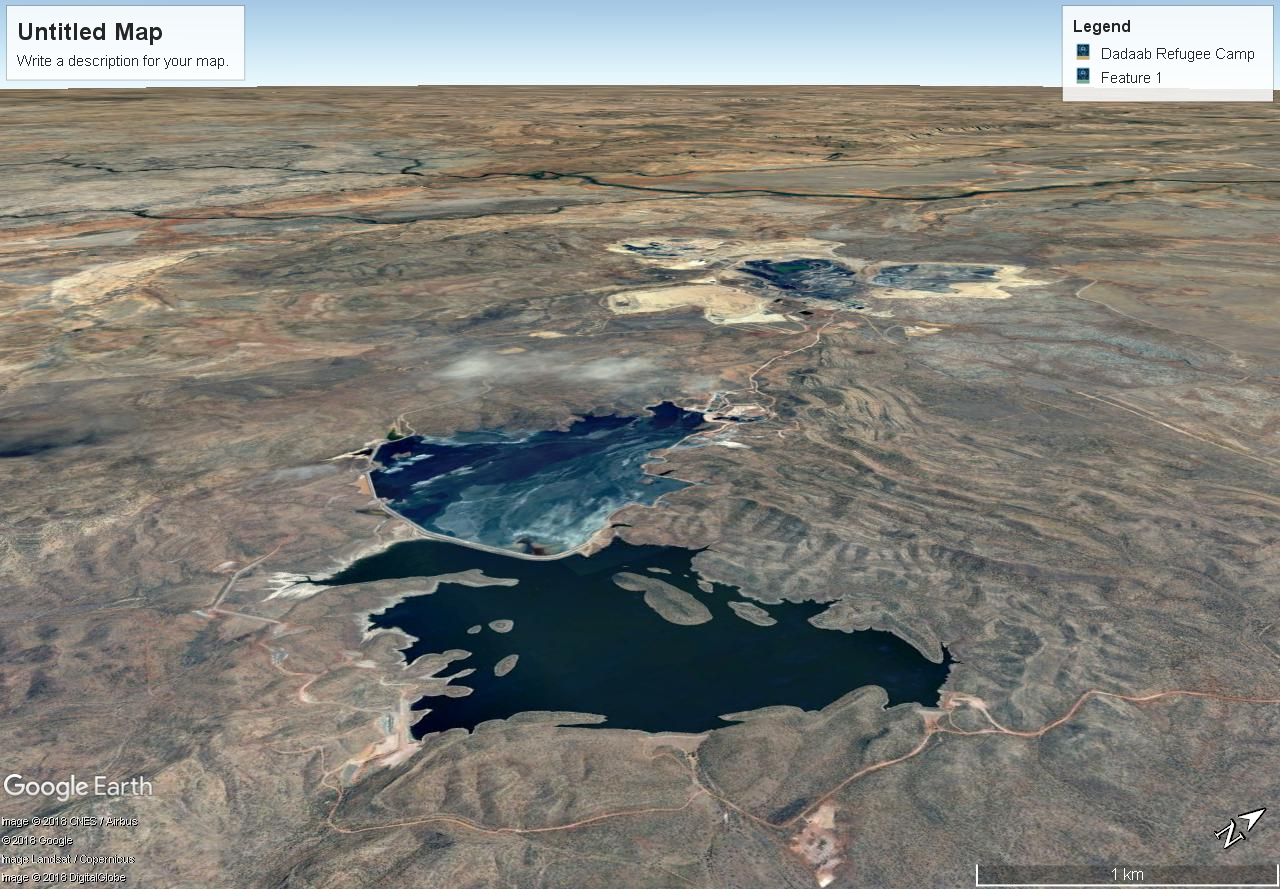 Untitled Map
Write a description for your map.
Legend
Dadaab Refugee Camp
Feature 1
Google Earth
Image © 2018 CNES / Airbus
© 2018 Google
Image Landsat / Copernicus
Image © 2018 DigitalGlobe
N
1 km